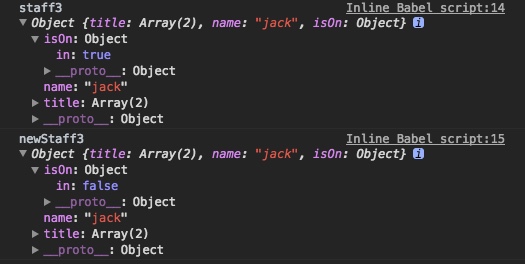 staff3 Inline Babel script:14
▼Object {title: Array(2), name: "jack", isOn: Object} i
▼isOn: Object
in: true
▶__proto__: Object
name: "jack"
▶title: Array(2)
▶__proto__: Object
newStaff3 Inline Babel script:15
▼Object {title: Array(2), name: "jack", isOn: Object} i
▼isOn: Object
in: false
▶__proto__: Object
name: "jack"
▶title: Array(2)
▶__proto__: Object